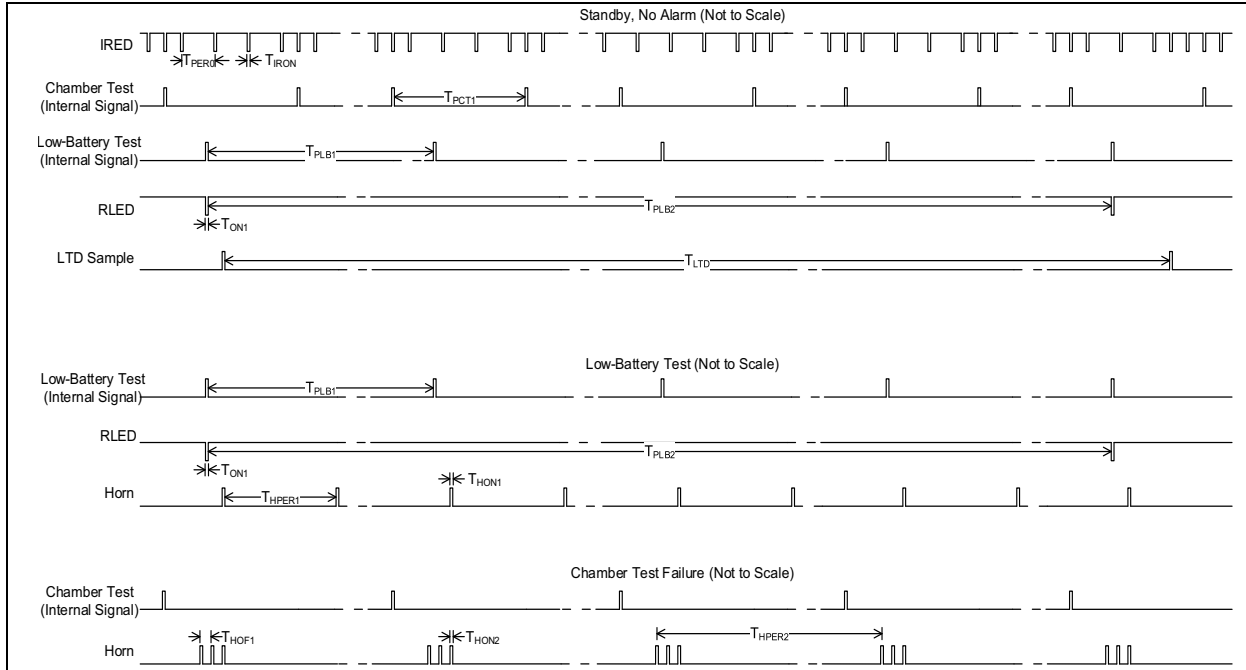 Standby, No Alarm (Not to Scale)
IRED
TPER0
TIRON
Chamber Test
(Internal Signal)
TPCT1
Low-Battery Test
(Internal Signal)
TPLB1
RLED
TPLB2
TON1
LTD Sample
TLTD
Low-Battery Test (Not to Scale)
Low-Battery Test
(Internal Signal)
TPLB1
RLED
TPLB2
TON1
Horn
THPER1
THON1
Chamber Test Failure (Not to Scale)
Chamber Test
(Internal Signal)
Horn
THOF1
THON2
THPER2